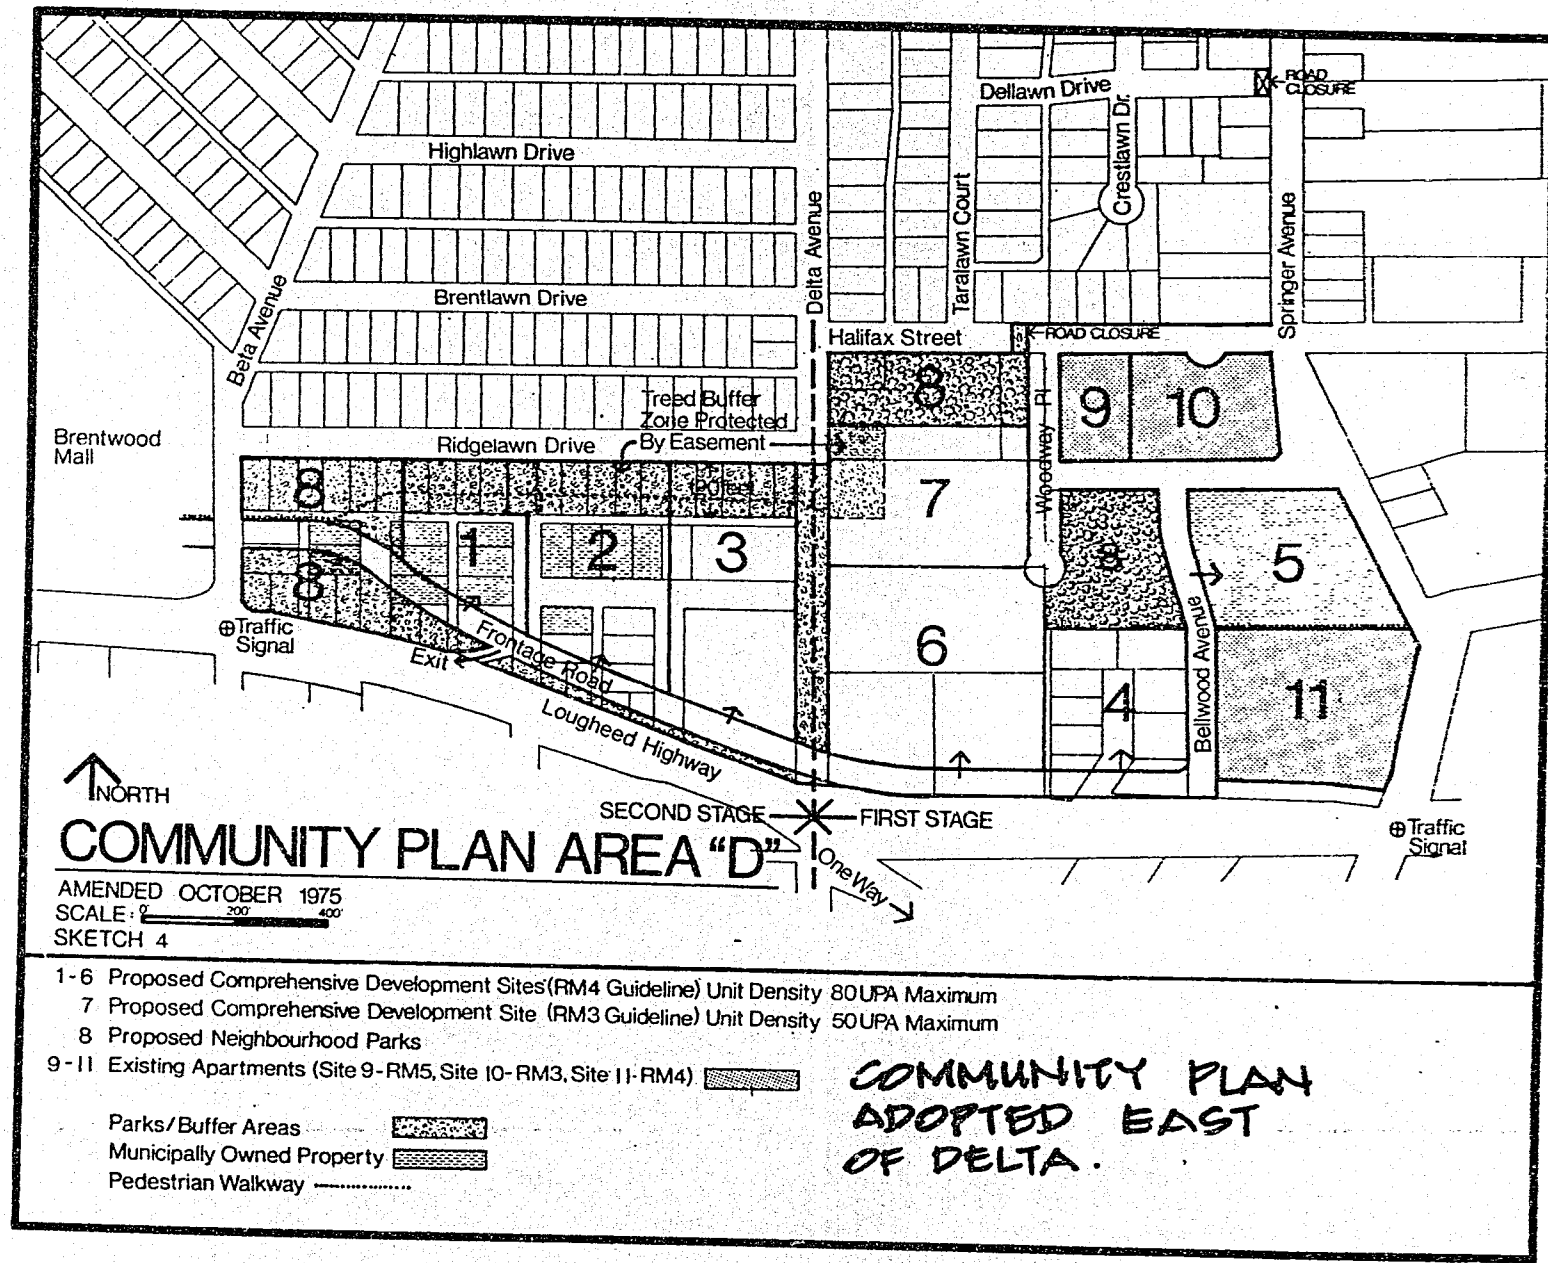 Dellawn Drive
ROAD
CLOSURE
Crestlawn Dr.
Highlawn Drive
Delta Avenue
Taralawn Court
Springer Avenue
Beta Avenue
Brentlawn Drive
Halifax Street
ROAD CLOSURE
Treed Buffer
Zone Protected
By Easement
8
9
10
Woodway Pl
Brentwood
Mall
Ridgelawn Drive
8
7
1
2
3
8
5
8
Traffic
Signal
Exit
Frontage Road
6
Bellwood Avenue
4
11
Lougheed Highway
NORTH
SECOND STAGE
FIRST STAGE
Traffic
Signal
One Way
COMMUNITY PLAN AREA "D"
AMENDED OCTOBER 1975
SCALE: 0' 200' 400'
SKETCH 4
1-6 Proposed Comprehensive Development Sites (RM4 Guideline) Unit Density 80 UPA Maximum
7 Proposed Comprehensive Development Site (RM3 Guideline) Unit Density 50 UPA Maximum
8 Proposed Neighbourhood Parks
9-11 Existing Apartments (Site 9-RM5, Site 10-RM3, Site 11-RM4)
Parks/Buffer Areas
Municipally Owned Property
Pedestrian Walkway
COMMUNITY PLAN
ADOPTED EAST
OF DELTA.